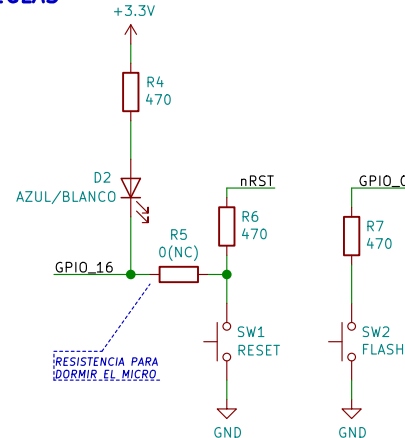 +3.3V
R4
470
D2
AZUL/BLANCO
nRST
R6
470
R5
0(NC)
GPIO_16
R7
470
SW1
RESET
SW2
FLASH
RESISTENCIA PARA
DORMIR EL MICRO
GND
GND